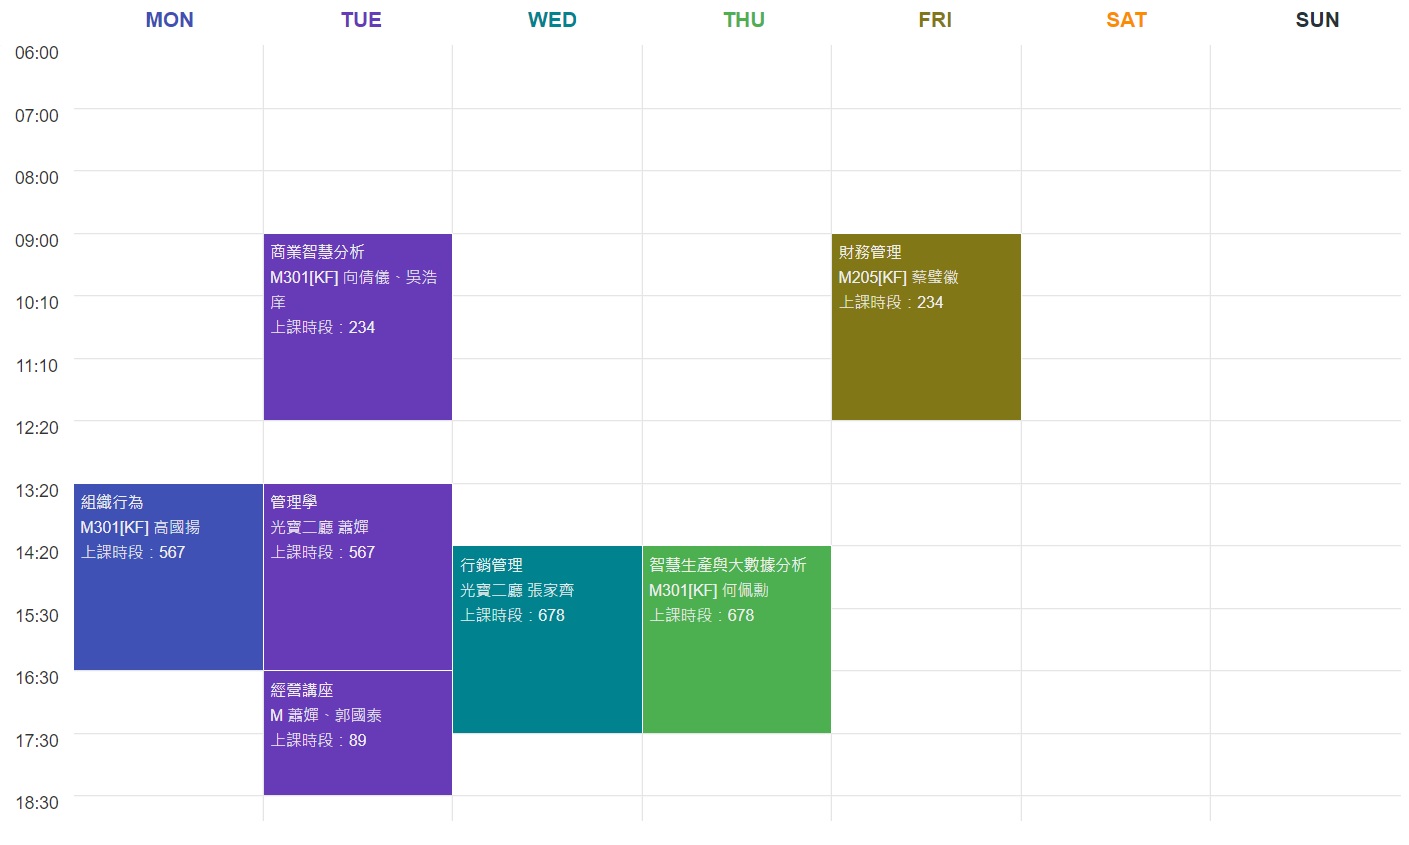 MON TUE WED THU FRI SAT SUN
06:00
07:00
08:00
09:00
10:10
11:10
12:20
13:20
14:20
15:30
16:30
17:30
18:30
商業智慧分析
M301[KF] 向倩儀、吳浩
庠
上課時段：234
財務管理
M205[KF] 蔡璧徽
上課時段：234
組織行為
M301[KF] 高國揚
上課時段：567
管理學
光寶二廳 蕭嬋
上課時段：567
經營講座
M 蕭嬋、郭國泰
上課時段：89
行銷管理
光寶二廳 張家齊
上課時段：678
智慧生產與大數據分析
M301[KF] 何佩勳
上課時段：678